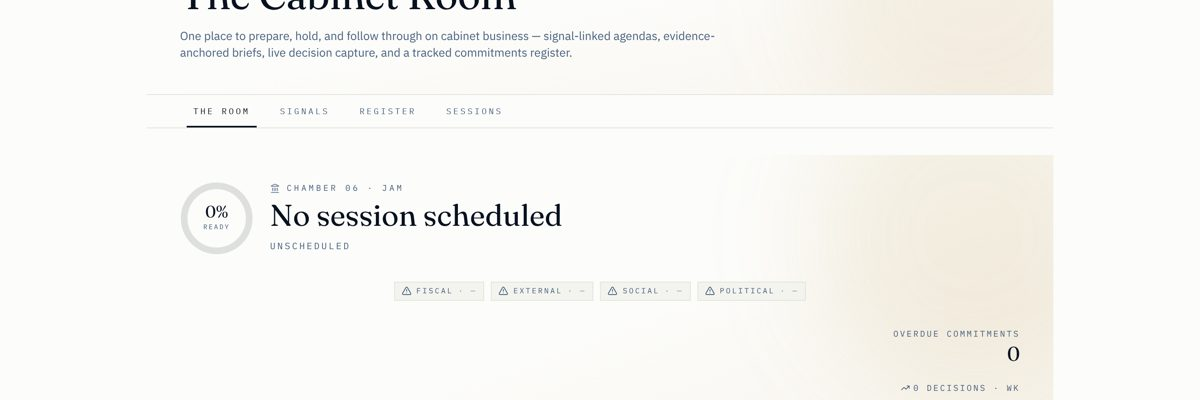 The Cabinet Room
One place to prepare, hold, and follow through on cabinet business — signal-linked agendas, evidence-
anchored briefs, live decision capture, and a tracked commitments register.
THE ROOM SIGNALS REGISTER SESSIONS
0%
READY
CHAMBER 06 · JAM
No session scheduled
UNSCHEDULED
FISCAL · — EXTERNAL · — SOCIAL · — POLITICAL · —
OVERDUE COMMITMENTS
0
0 DECISIONS · WK